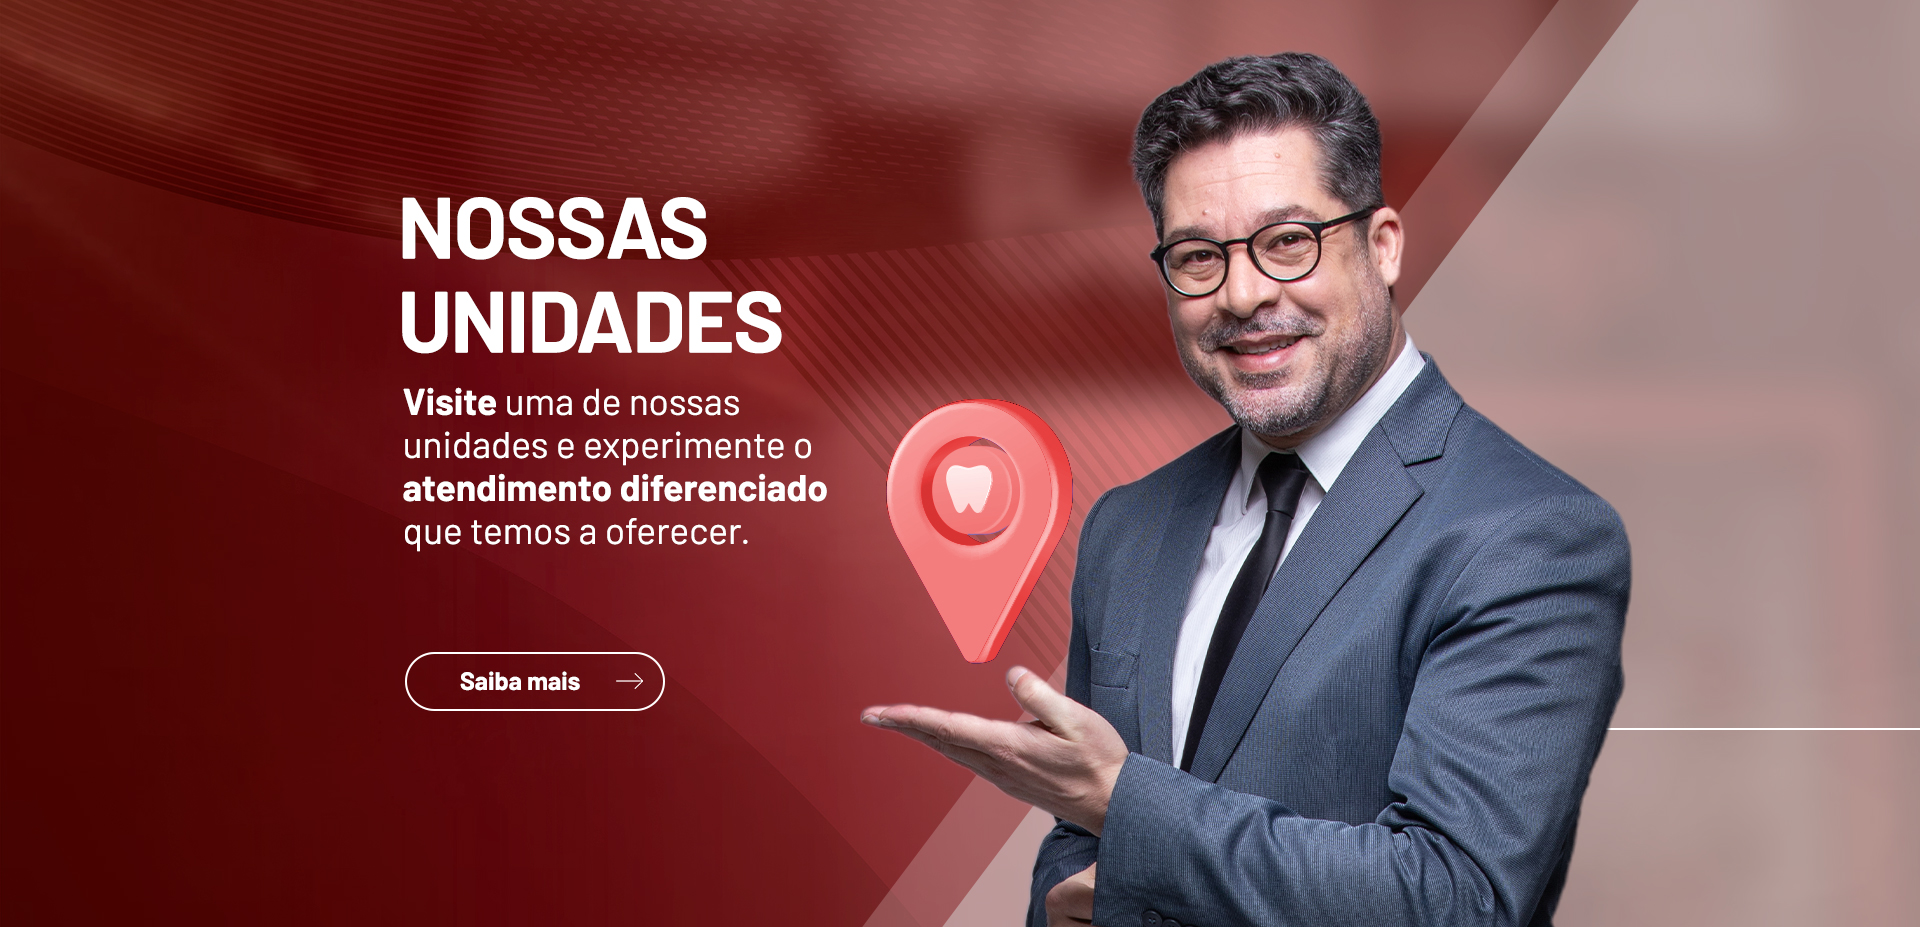 NOSSAS
UNIDADES
Visite uma de nossas
unidades e experimente o
atendimento diferenciado
que temos a oferecer.
Saiba mais